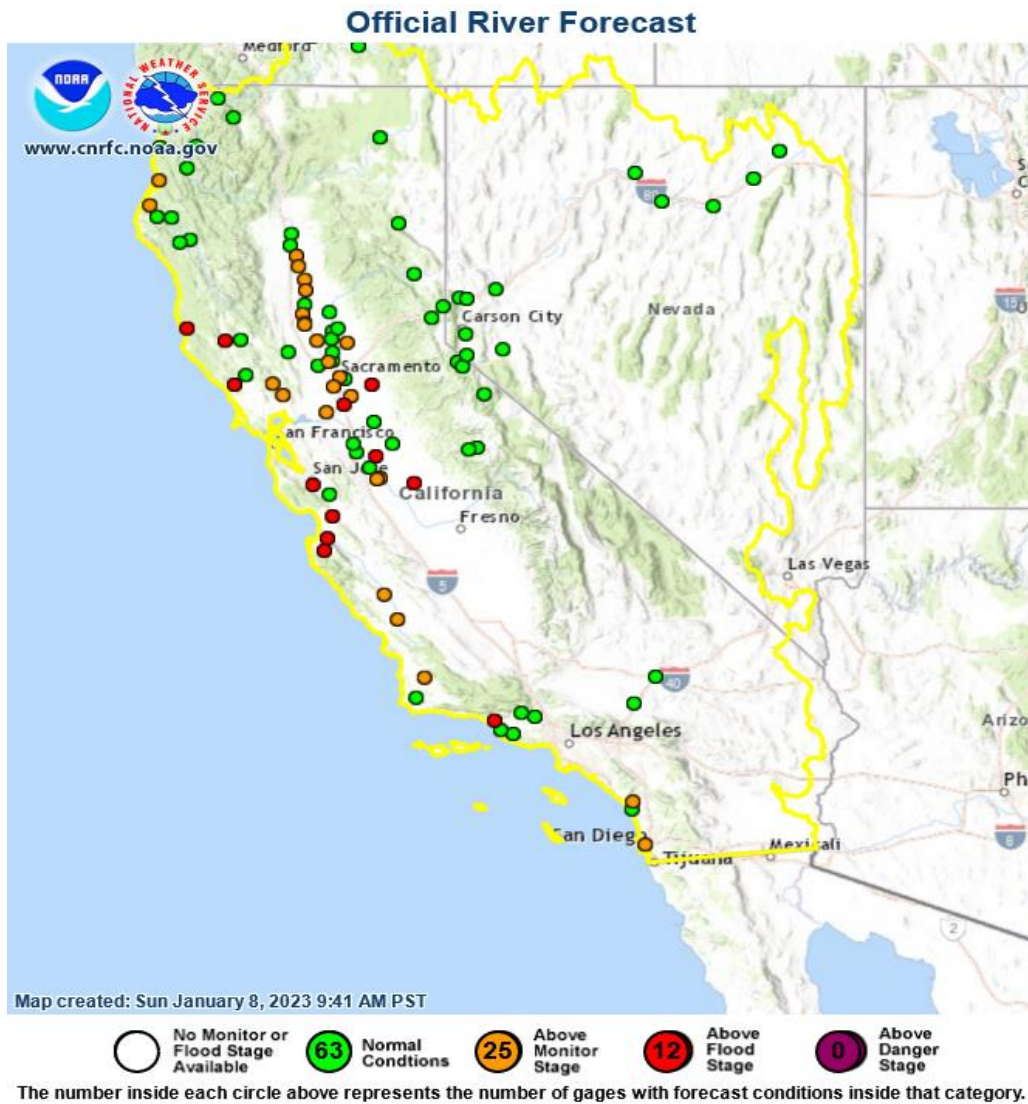 Official River Forecast
Medford
NOAA
NATIONAL WEATHER SERVICE
www.cnrfc.noaa.gov
80
15
Nevada
Carson City
Sacramento
an Francisco
San Jose
California
Fresno
Las Vegas
5
40
Los Angeles
Arizo
Ph
San Diego
Tijuana
Mexicali
8
2
Map created: Sun January 8, 2023 9:41 AM PST
No Monitor or
Flood Stage
Available
63
Normal
Condtions
25
Above
Monitor
Stage
12
Above
Flood
Stage
0
Above
Danger
Stage
The number inside each circle above represents the number of gages with forecast conditions inside that category.